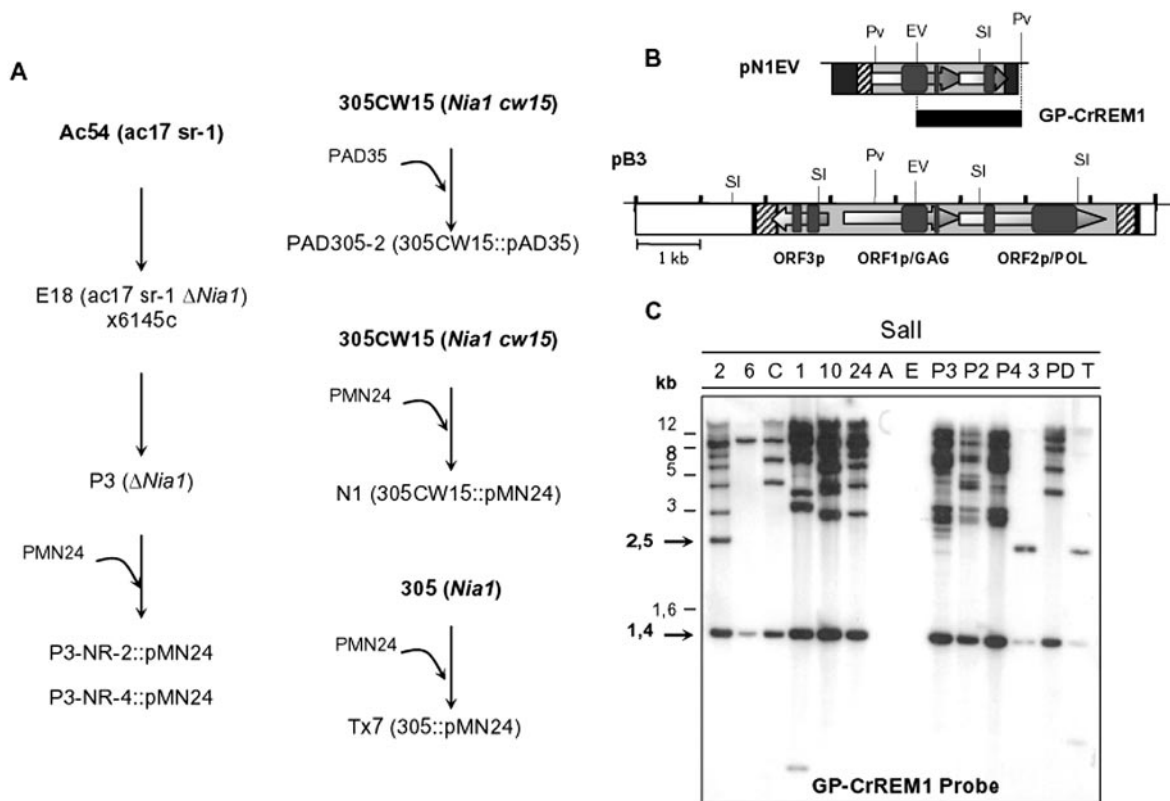 A
Ac54 (ac17 sr-1)
E18 (ac17 sr-1 ΔNia1)
x6145c
P3 (ΔNia1)
PMN24
P3-NR-2::pMN24
P3-NR-4::pMN24
305CW15 (Nia1 cw15)
PAD35
PAD305-2 (305CW15::pAD35)
305CW15 (Nia1 cw15)
PMN24
N1 (305CW15::pMN24)
305 (Nia1)
PMN24
Tx7 (305::pMN24)
B
Pv EV SI Pv
pN1EV
GP-CrREM1
pB3
SI SI Pv EV SI SI
1 kb
ORF3p ORF1p/GAG ORF2p/POL
C
SalI
2 6 C 1 10 24 A E P3 P2 P4 3 PD T
kb
12
8
5
3
2,5
1,6
1,4
GP-CrREM1 Probe